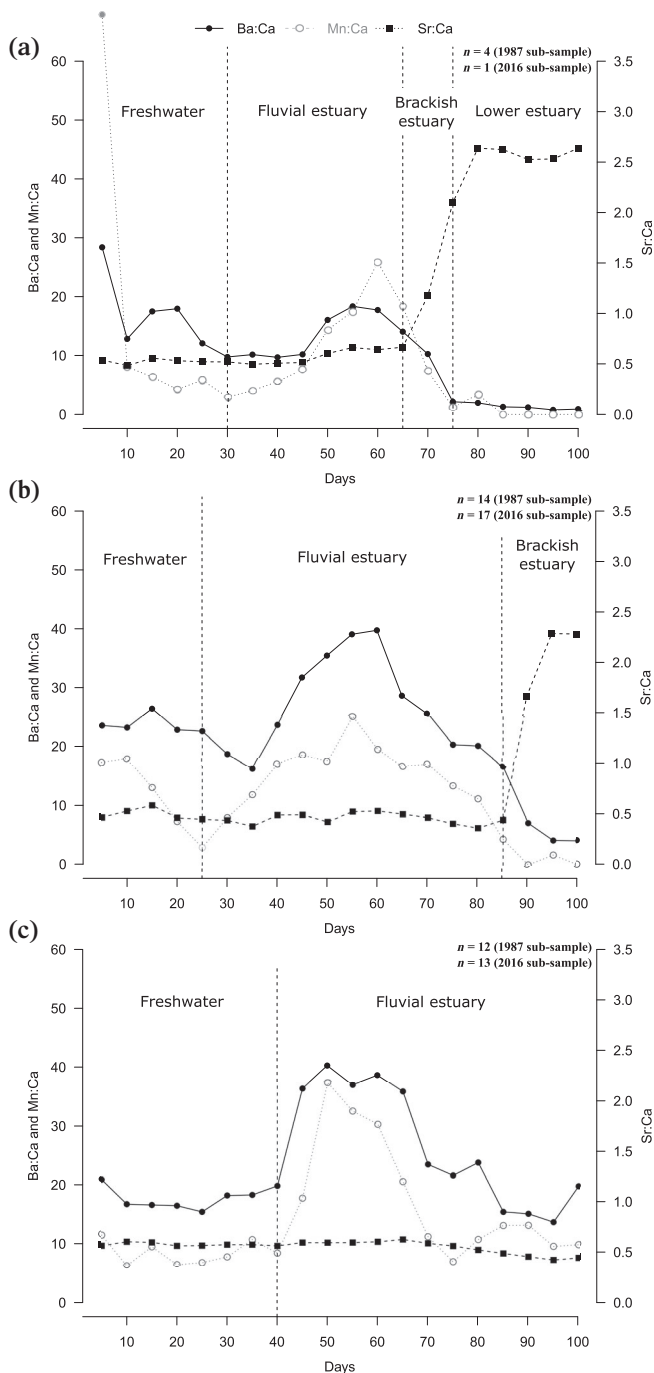 Ba:Ca Mn:Ca Sr:Ca
(a)
n = 4 (1987 sub-sample)
n = 1 (2016 sub-sample)
Freshwater Fluvial estuary Brackish estuary Lower estuary
Ba:Ca and Mn:Ca
0 10 20 30 40 50 60
Sr:Ca
0.0 0.5 1.0 1.5 2.0 2.5 3.0 3.5
10 20 30 40 50 60 70 80 90 100
Days
(b)
n = 14 (1987 sub-sample)
n = 17 (2016 sub-sample)
Freshwater Fluvial estuary Brackish estuary
Ba:Ca and Mn:Ca
0 10 20 30 40 50 60
Sr:Ca
0.0 0.5 1.0 1.5 2.0 2.5 3.0 3.5
10 20 30 40 50 60 70 80 90 100
Days
(c)
n = 12 (1987 sub-sample)
n = 13 (2016 sub-sample)
Freshwater Fluvial estuary
Ba:Ca and Mn:Ca
0 10 20 30 40 50 60
Sr:Ca
0.0 0.5 1.0 1.5 2.0 2.5 3.0 3.5
10 20 30 40 50 60 70 80 90 100
Days